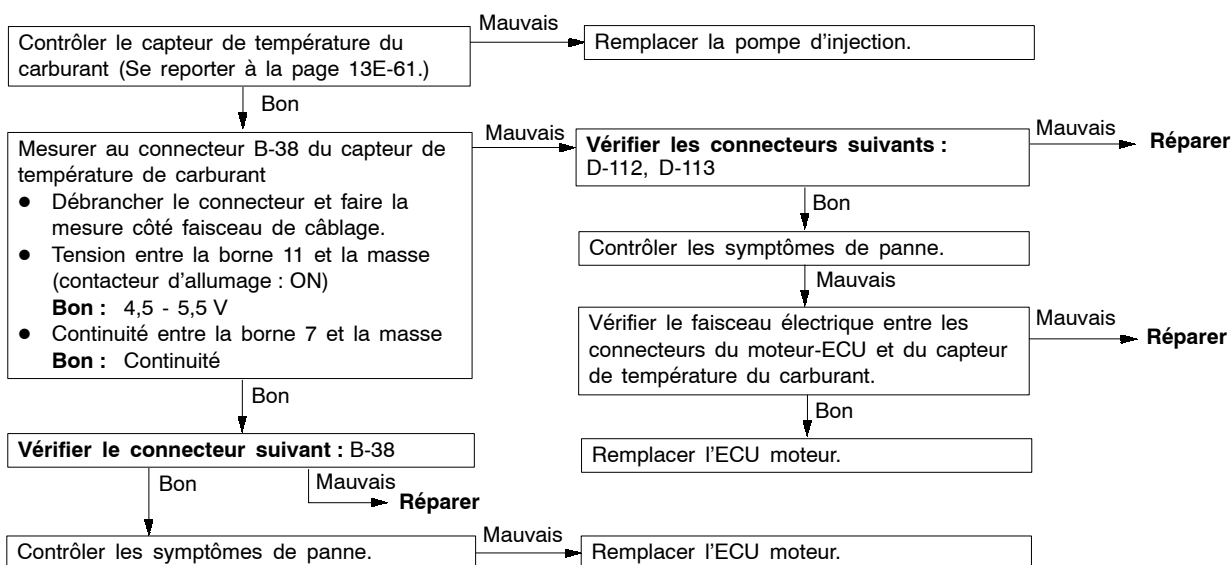 Contrôler le capteur de température du
carburant (Se reporter à la page 13E-61.)
Mauvais
Remplacer la pompe d'injection.
Bon
Mesurer au connecteur B-38 du capteur de
température de carburant
● Débrancher le connecteur et faire la
mesure côté faisceau de câblage.
● Tension entre la borne 11 et la masse
(contacteur d'allumage : ON)
Bon : 4,5 - 5,5 V
● Continuité entre la borne 7 et la masse
Bon : Continuité
Mauvais
Vérifier les connecteurs suivants :
D-112, D-113
Mauvais
Réparer
Bon
Contrôler les symptômes de panne.
Mauvais
Vérifier le faisceau électrique entre les
connecteurs du moteur-ECU et du capteur
de température du carburant.
Mauvais
Réparer
Bon
Remplacer l'ECU moteur.
Bon
Vérifier le connecteur suivant : B-38
Bon
Mauvais
Réparer
Contrôler les symptômes de panne.
Mauvais
Remplacer l'ECU moteur.